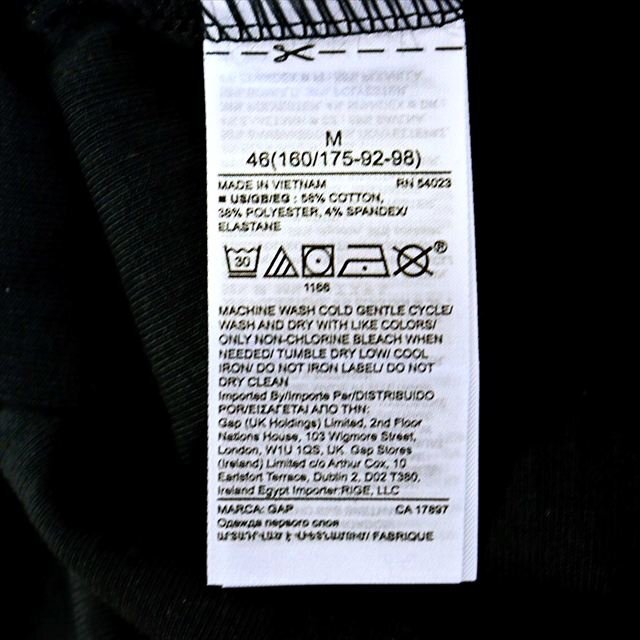 M
46(160/175-92-98)
MADE IN VIETNAM RN 54023
■ US/GB/EG : 58% COTTON,
38% POLYESTER, 4% SPANDEX/
ELASTANE
30 ®
1166
MACHINE WASH COLD GENTLE CYCLE/
WASH AND DRY WITH LIKE COLORS/
ONLY NON-CHLORINE BLEACH WHEN
NEEDED/ TUMBLE DRY LOW/ COOL
IRON/ DO NOT IRON LABEL/ DO NOT
DRY CLEAN
Imported By/Importe Par/DISTRIBUIDO
POR/ΕΙΣΑΓΕΤΑΙ ΑΠΟ ΤΗΝ:
Gap (UK Holdings) Limited, 2nd Floor
Nations House, 103 Wigmore Street,
London, W1U 1QS, UK Gap Stores
(Ireland) Limited c/o Arthur Cox, 10
Earlsfort Terrace, Dublin 2, D02 T380,
Ireland Egypt Importer:RIGE, LLC
MARCA: GAP CA 17897
Одежда первого слоя
FABRIQUE